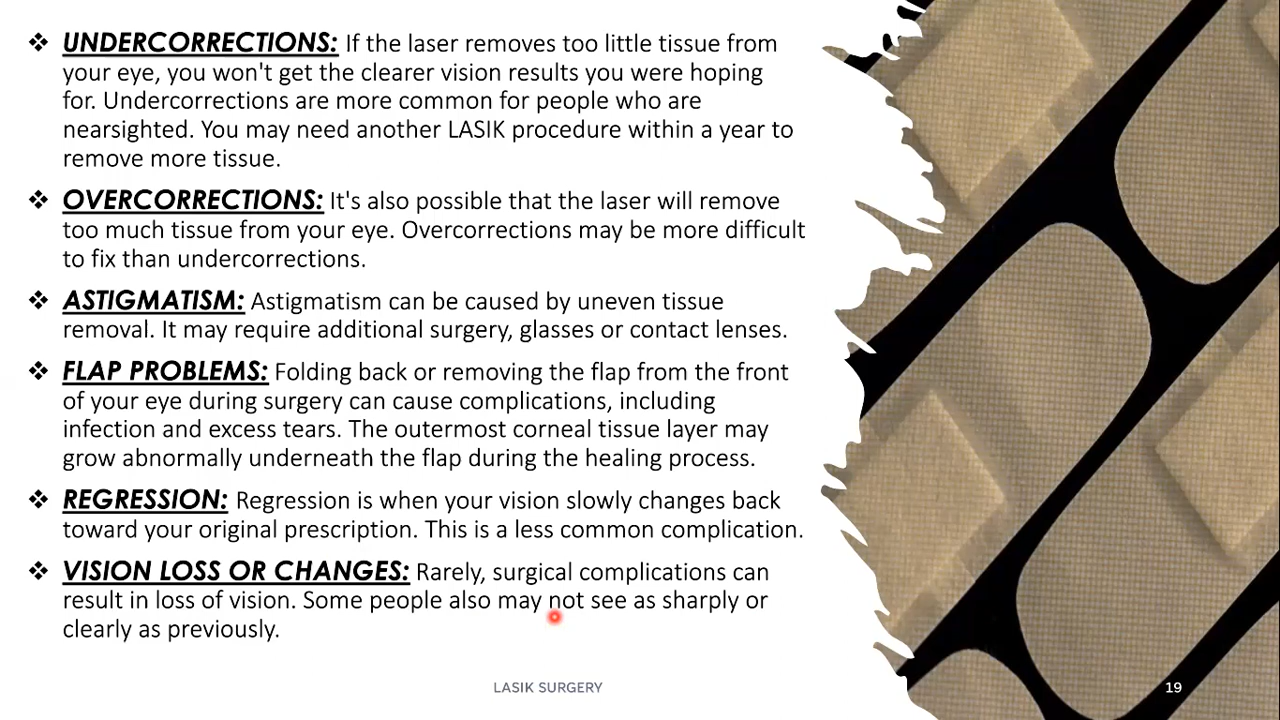 ❖ UNDERCORRECTIONS: If the laser removes too little tissue from
your eye, you won't get the clearer vision results you were hoping
for. Undercorrections are more common for people who are
nearsighted. You may need another LASIK procedure within a year to
remove more tissue.
❖ OVERCORRECTIONS: It's also possible that the laser will remove
too much tissue from your eye. Overcorrections may be more difficult
to fix than undercorrections.
❖ ASTIGMATISM: Astigmatism can be caused by uneven tissue
removal. It may require additional surgery, glasses or contact lenses.
❖ FLAP PROBLEMS: Folding back or removing the flap from the front
of your eye during surgery can cause complications, including
infection and excess tears. The outermost corneal tissue layer may
grow abnormally underneath the flap during the healing process.
❖ REGRESSION: Regression is when your vision slowly changes back
toward your original prescription. This is a less common complication.
❖ VISION LOSS OR CHANGES: Rarely, surgical complications can
result in loss of vision. Some people also may not see as sharply or
clearly as previously.
LASIK SURGERY
19